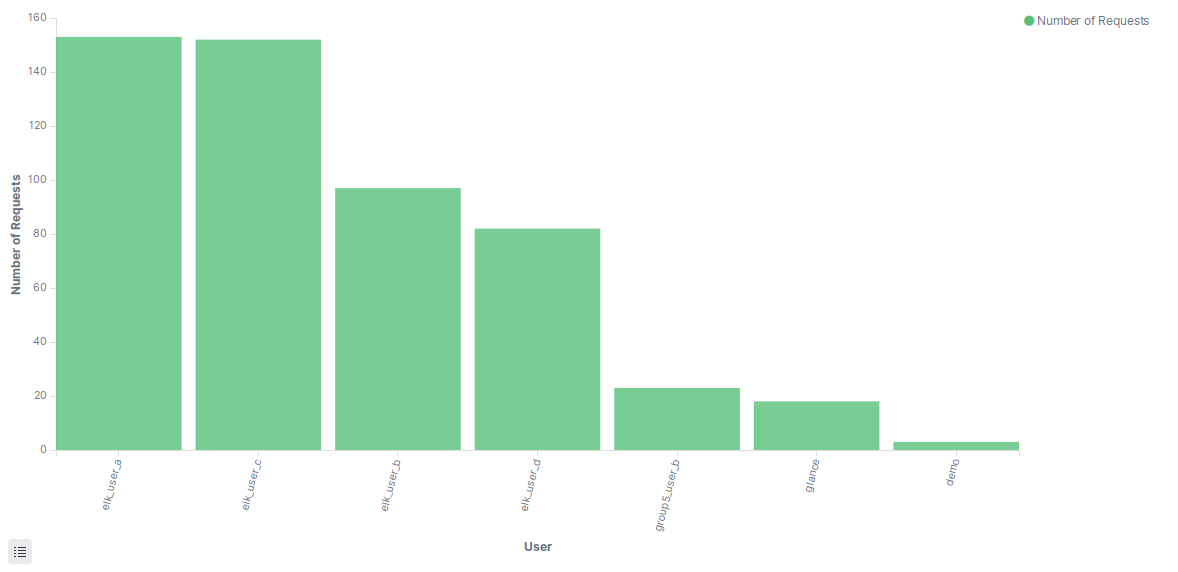 160
140
120
100
80
60
40
20
0
Number of Requests
elk_user_a
elk_user_c
elk_user_b
elk_user_d
group5_user_b
glance
demo
User
Number of Requests